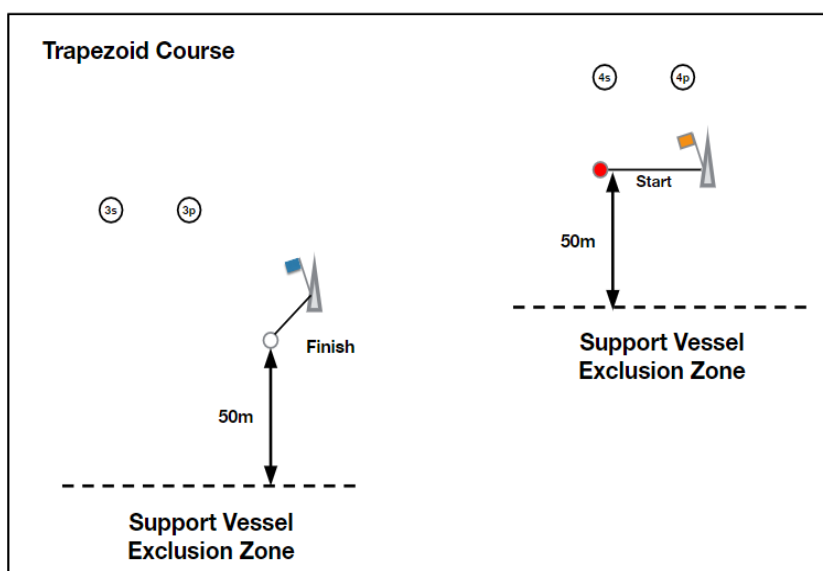 Trapezoid Course
4s
4p
Start
50m
Support Vessel
Exclusion Zone
3s
3p
Finish
50m
Support Vessel
Exclusion Zone